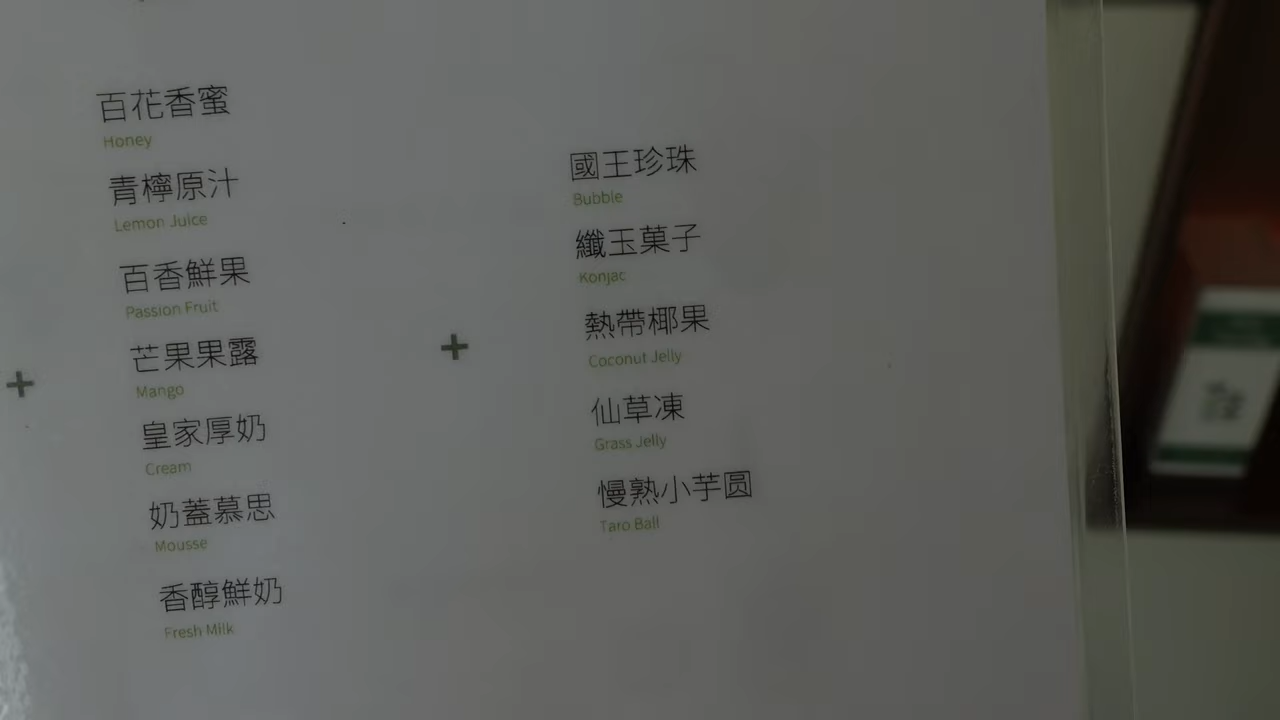 百花香蜜
Honey
青檸原汁
Lemon Juice
百香鮮果
Passion Fruit
芒果果露
Mango
皇家厚奶
Cream
奶蓋慕思
Mousse
香醇鮮奶
Fresh Milk
+
+
國王珍珠
Bubble
纖玉菓子
Konjac
熱帶椰果
Coconut Jelly
仙草凍
Grass Jelly
慢熟小芋圆
Taro Ball